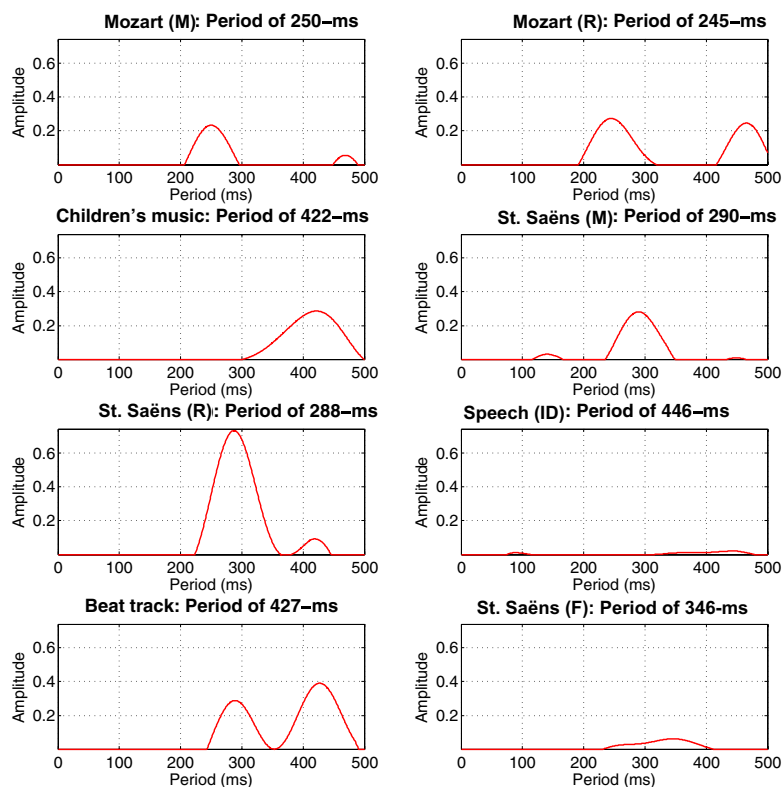 Mozart (M): Period of 250–ms
Amplitude
0.6
0.4
0.2
0 100 200 300 400 500
Period (ms)
Mozart (R): Period of 245–ms
Amplitude
0.6
0.4
0.2
0 100 200 300 400 500
Period (ms)
Children's music: Period of 422–ms
Amplitude
0.6
0.4
0.2
0 100 200 300 400 500
Period (ms)
St. Saëns (M): Period of 290–ms
Amplitude
0.6
0.4
0.2
0 100 200 300 400 500
Period (ms)
St. Saëns (R): Period of 288–ms
Amplitude
0.6
0.4
0.2
0 100 200 300 400 500
Period (ms)
Speech (ID): Period of 446–ms
Amplitude
0.6
0.4
0.2
0 100 200 300 400 500
Period (ms)
Beat track: Period of 427–ms
Amplitude
0.6
0.4
0.2
0 100 200 300 400 500
Period (ms)
St. Saëns (F): Period of 346-ms
Amplitude
0.6
0.4
0.2
0 100 200 300 400 500
Period (ms)